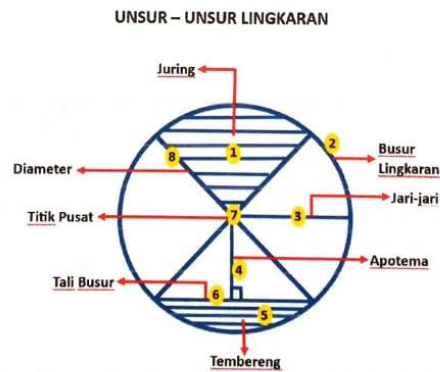 UNSUR – UNSUR LINGKARAN
Juring
2
8
1
Busur
Lingkaran
Diameter
Jari-jari
Titik Pusat
7
3
4
Apotema
Tali Busur
6
5
Tembereng